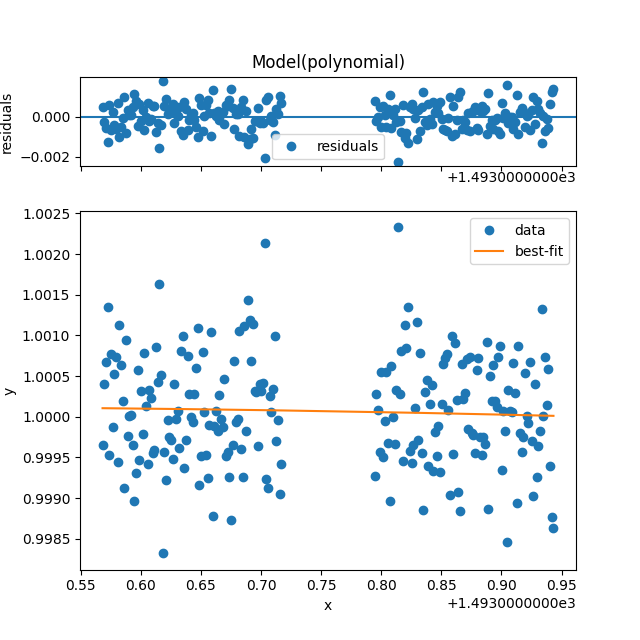 Model(polynomial)
residuals
0.000
−0.002
residuals
+1.4930000000e3
y
1.0025
1.0020
1.0015
1.0010
1.0005
1.0000
0.9995
0.9990
0.9985
data
best-fit
0.55 0.60 0.65 0.70 0.75 0.80 0.85 0.90 0.95
x
+1.4930000000e3